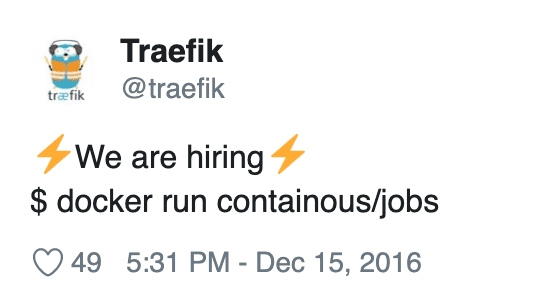 træfik
Traefik
@traefik
⚡We are hiring⚡
$ docker run containous/jobs
49 5:31 PM - Dec 15, 2016